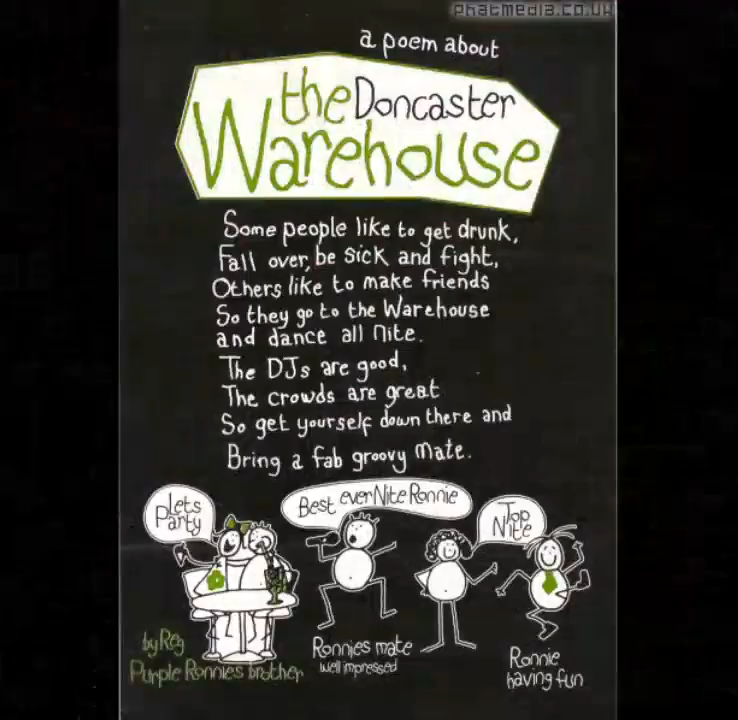 phatmedia.co.uk
a poem about
the Doncaster
Warehouse
Some people like to get drunk,
Fall over, be sick and fight,
Others like to make friends
So they go to the Warehouse
and dance all nite.
The DJs are good,
The crowds are great
So get yourself down there and
Bring a fab groovy mate.
Lets
Party
Best ever Nite Ronnie
Top
Nite
by Reg
Purple Ronnies brother
Ronnies mate
well impressed
Ronnie
having fun